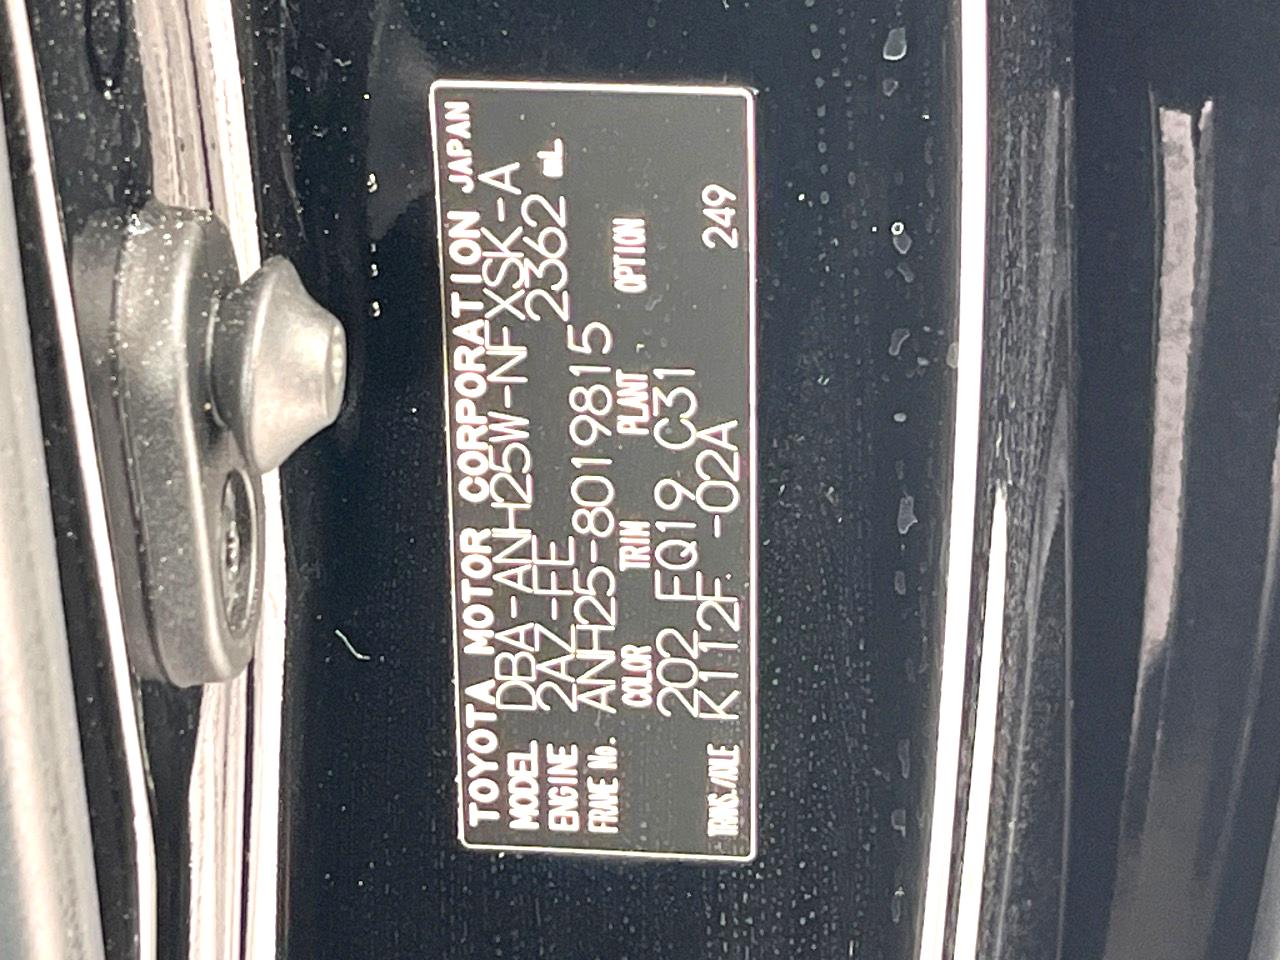 TOYOTA MOTOR CORPORATION JAPAN
MODEL DBA-ANH25W-NFXSK-A
ENGINE 2AZ-FE 2362 mL
FRAME No. ANH25-8019815
COLOR TRIM PLANT OPTION
202 FQ19 C31
TRANS./AXLE K112F -02A 249